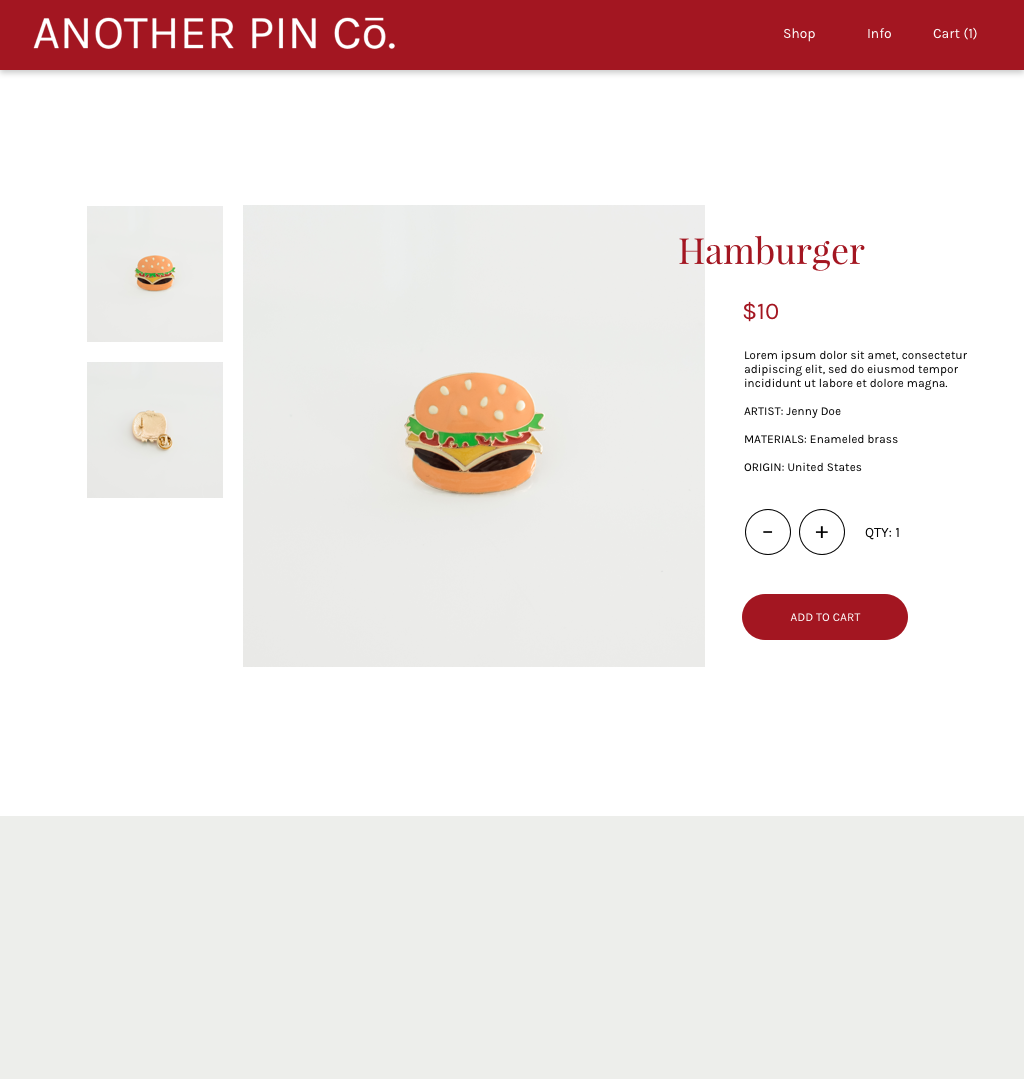 ANOTHER PIN Cō.
Shop
Info
Cart (1)
Hamburger
$10
Lorem ipsum dolor sit amet, consectetur
adipiscing elit, sed do eiusmod tempor
incididunt ut labore et dolore magna.
ARTIST: Jenny Doe
MATERIALS: Enameled brass
ORIGIN: United States
-
+
QTY: 1
ADD TO CART